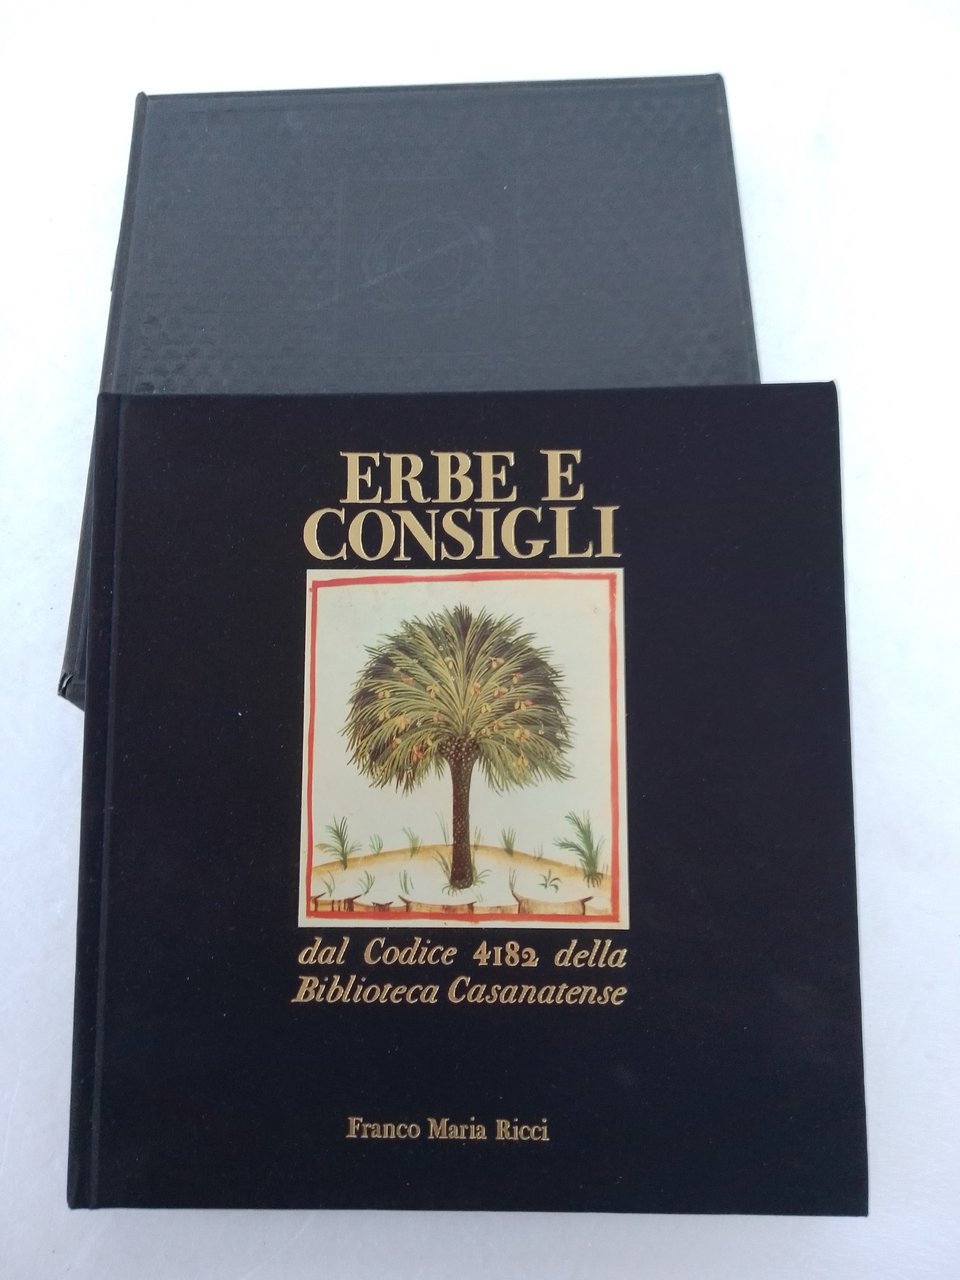 ERBE E
CONSIGLI
dal Codice 4182 della
Biblioteca Casanatense
Franco Maria Ricci